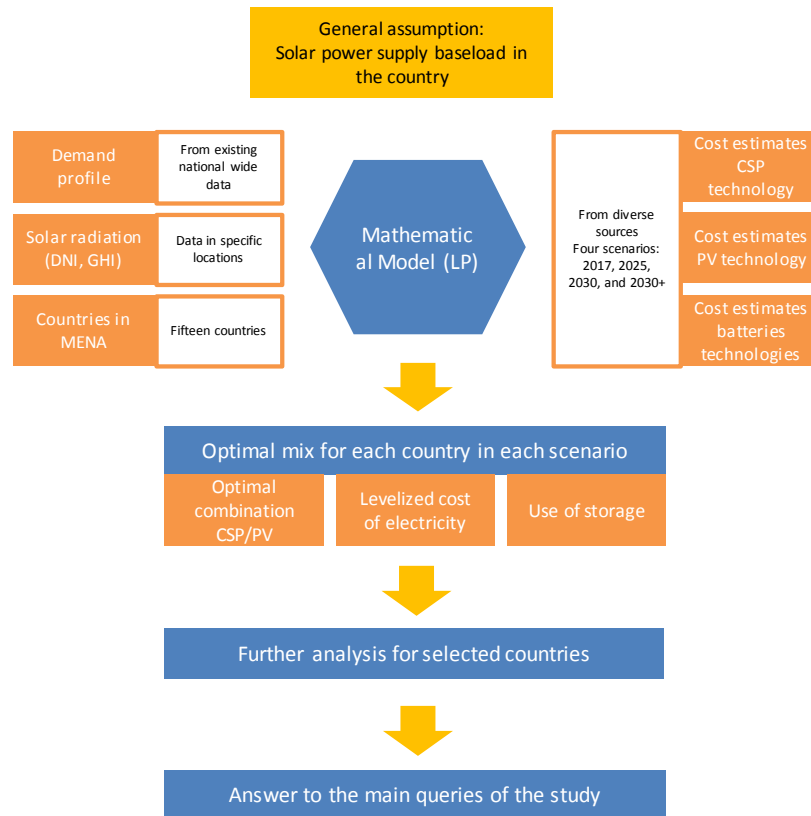 General assumption:
Solar power supply baseload in
the country
Demand
profile
From existing
national wide
data
Solar radiation
(DNI, GHI)
Data in specific
locations
Countries in
MENA
Fifteen countries
Mathematic
al Model (LP)
From diverse
sources
Four scenarios:
2017, 2025,
2030, and 2030+
Cost estimates
CSP
technology
Cost estimates
PV technology
Cost estimates
batteries
technologies
Optimal mix for each country in each scenario
Optimal
combination
CSP/PV
Levelized cost
of electricity
Use of storage
Further analysis for selected countries
Answer to the main queries of the study